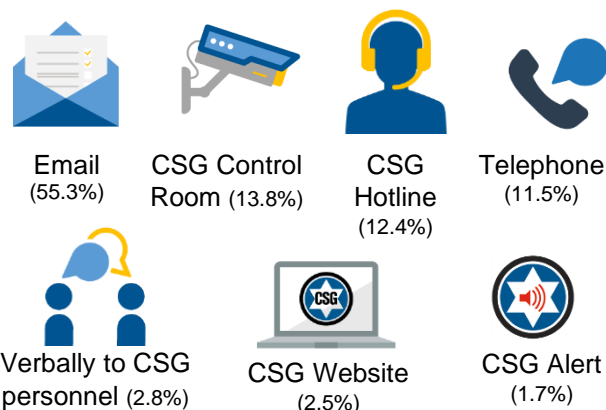 Email
(55.3%)
CSG Control
Room (13.8%)
CSG
Hotline
(12.4%)
Telephone
(11.5%)
Verbally to CSG
personnel (2.8%)
CSG
CSG Website
(2.5%)
CSG Alert
(1.7%)